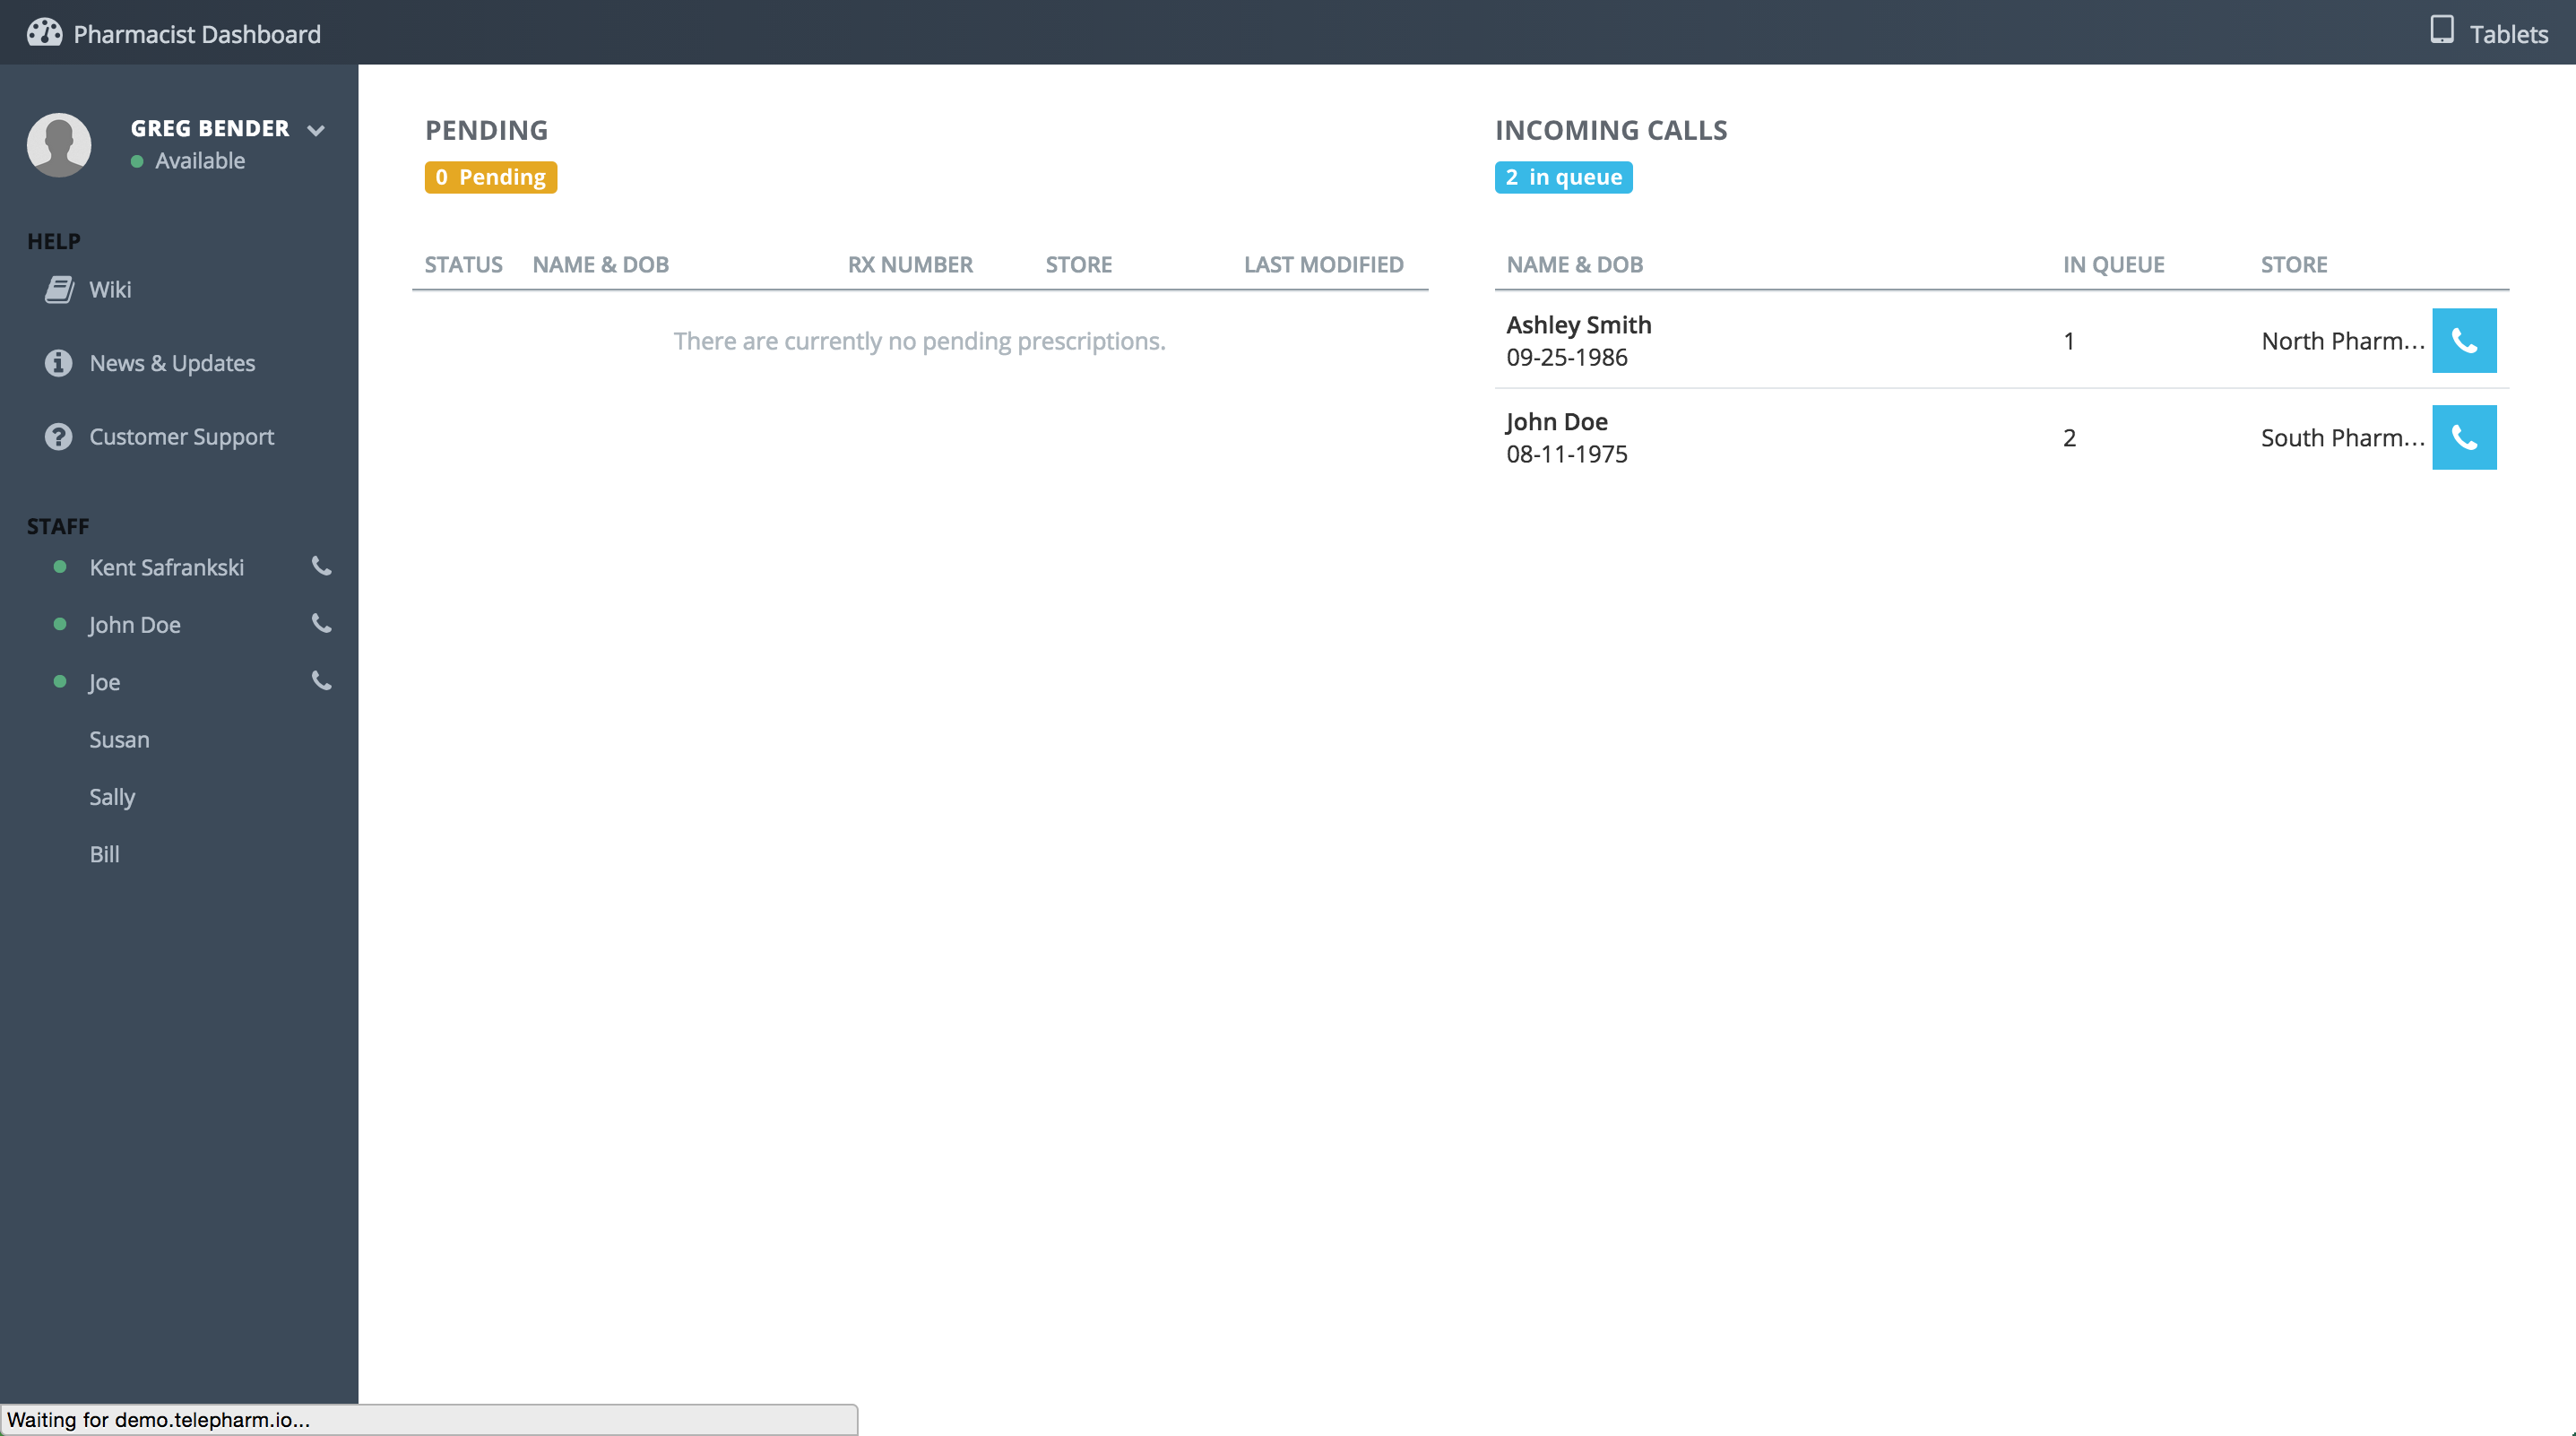 Pharmacist Dashboard
Tablets
GREG BENDER
Available
HELP
Wiki
News & Updates
Customer Support
STAFF
Kent Safrankski
John Doe
Joe
Susan
Sally
Bill
PENDING
0 Pending
STATUS NAME & DOB RX NUMBER STORE LAST MODIFIED
There are currently no pending prescriptions.
INCOMING CALLS
2 in queue
NAME & DOB IN QUEUE STORE
Ashley Smith
09-25-1986
1
North Pharm...
John Doe
08-11-1975
2
South Pharm...
Waiting for demo.telepharm.io...